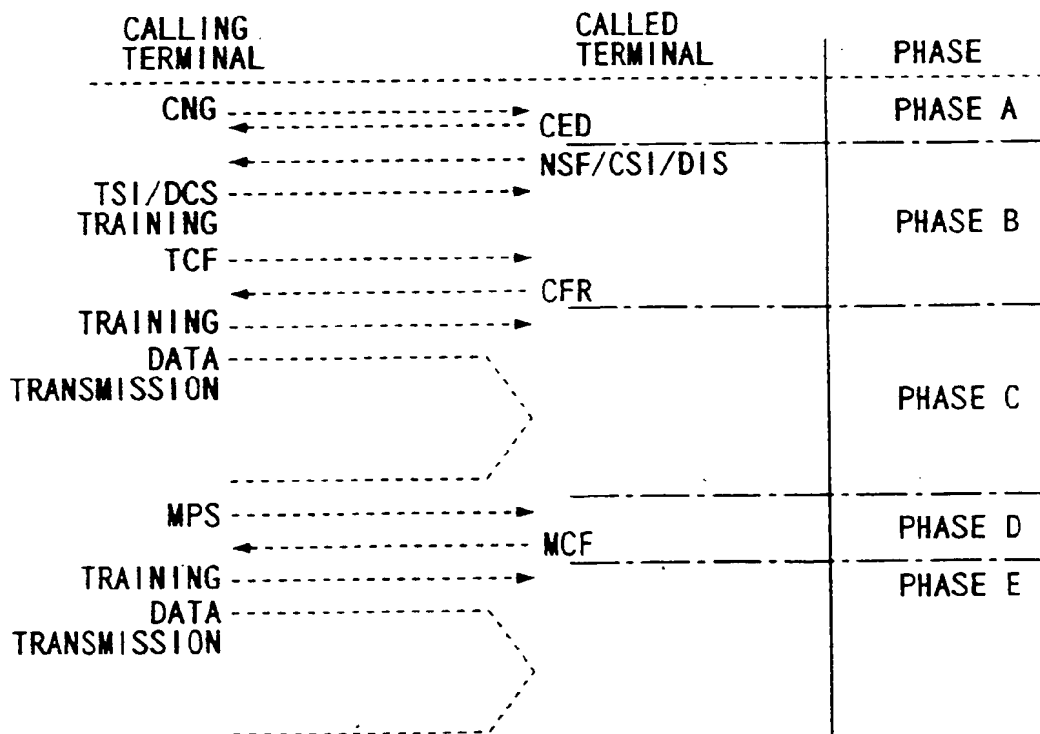 CALLING TERMINAL
CALLED TERMINAL
PHASE
CNG
CED
PHASE A
NSF/CSI/DIS
TSI/DCS
TRAINING
PHASE B
TCF
CFR
TRAINING
DATA
TRANSMISSION
PHASE C
MPS
PHASE D
MCF
TRAINING
PHASE E
DATA
TRANSMISSION